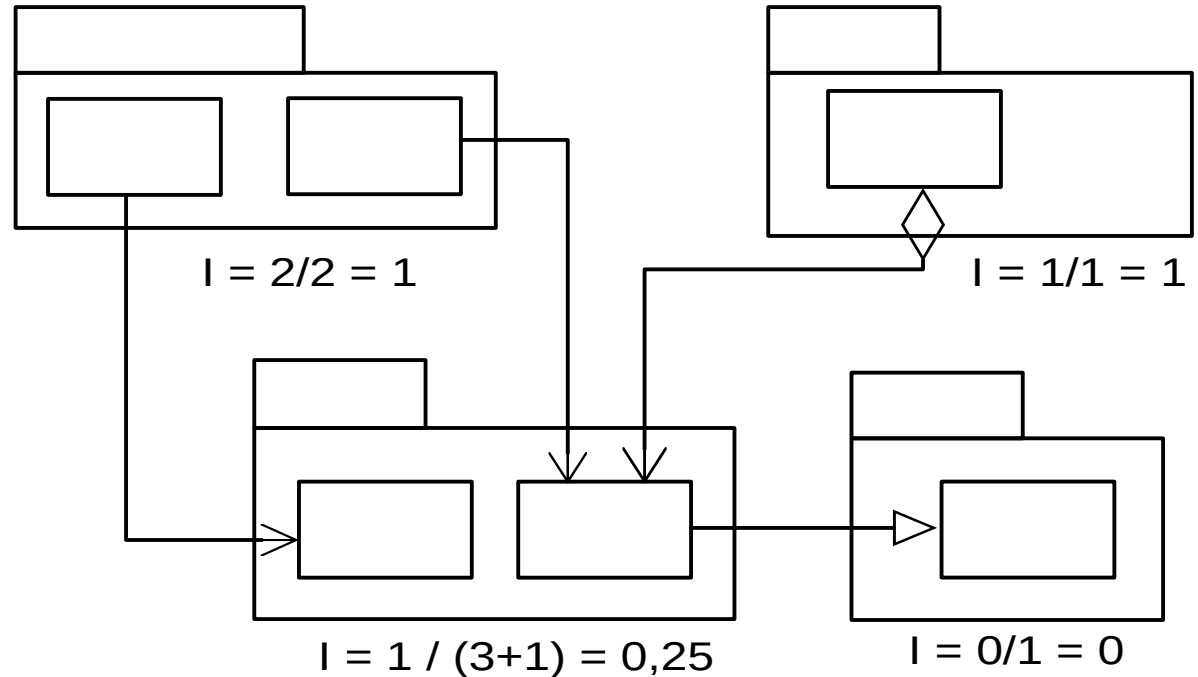 I = 2/2 = 1
I = 1/1 = 1
I = 1 / (3+1) = 0,25
I = 0/1 = 0